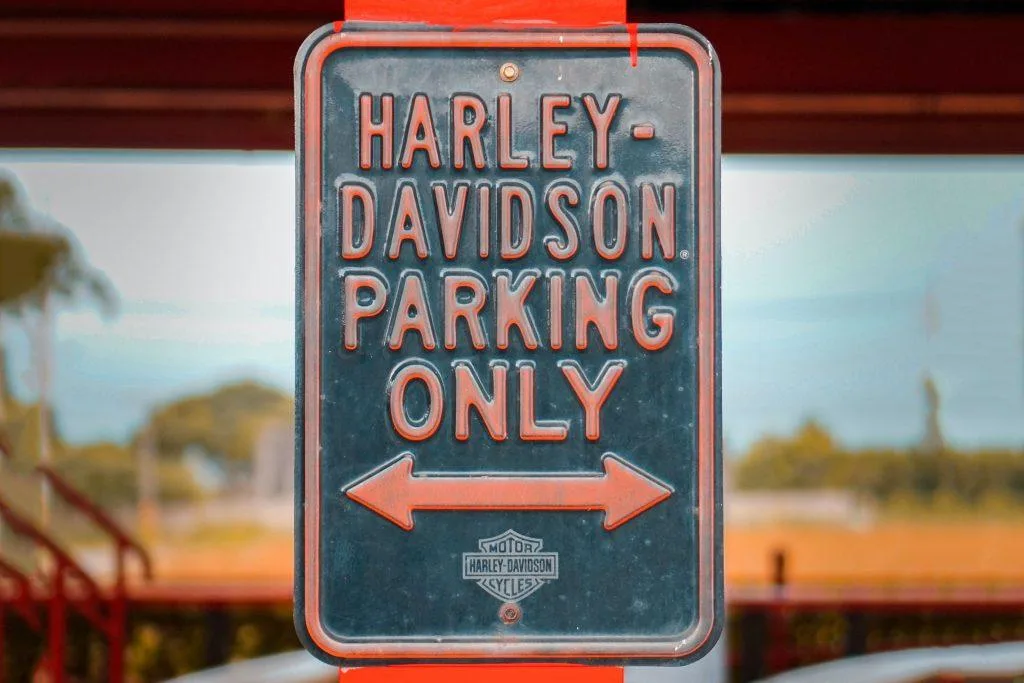 HARLEY-
DAVIDSON®
PARKING
ONLY
MOTOR
HARLEY-DAVIDSON
CYCLES